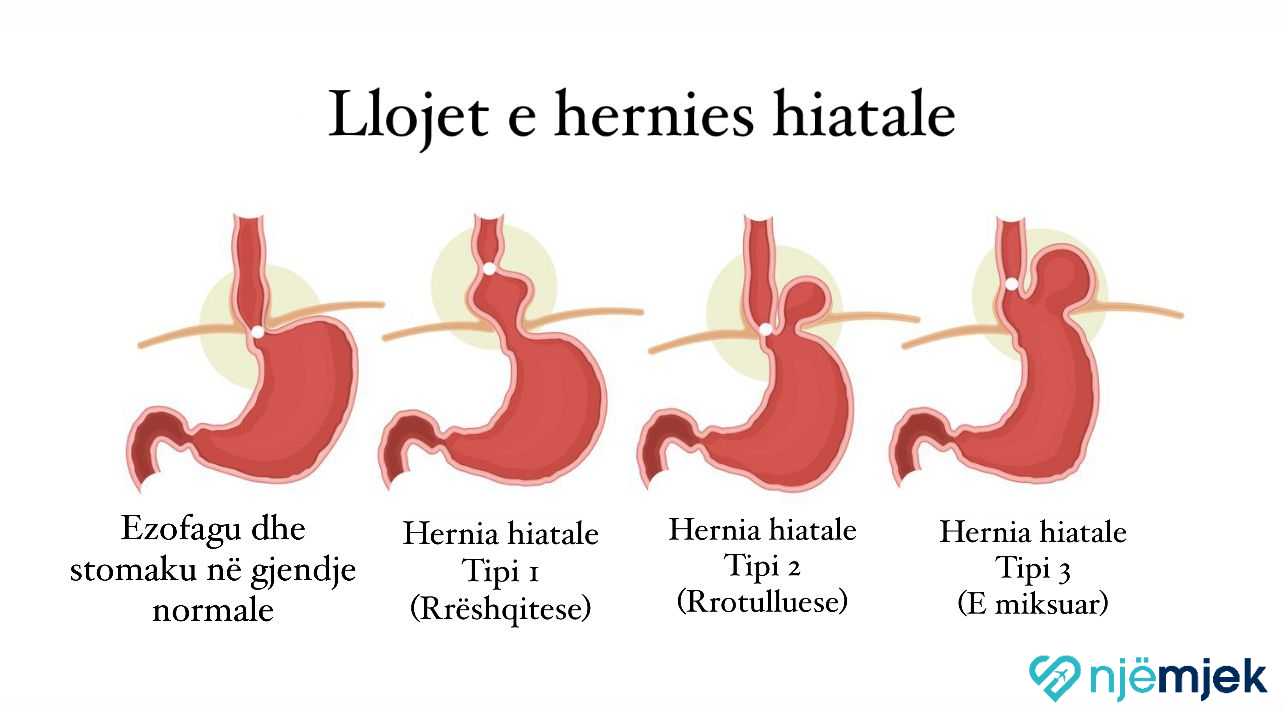 Llojet e hernies hiatale
Ezofagu dhe
stomaku në gjendje
normale
Hernia hiatale
Tipi 1
(Rrëshqitese)
Hernia hiatale
Tipi 2
(Rrotulluese)
Hernia hiatale
Tipi 3
(E miksuar)
njëmjek